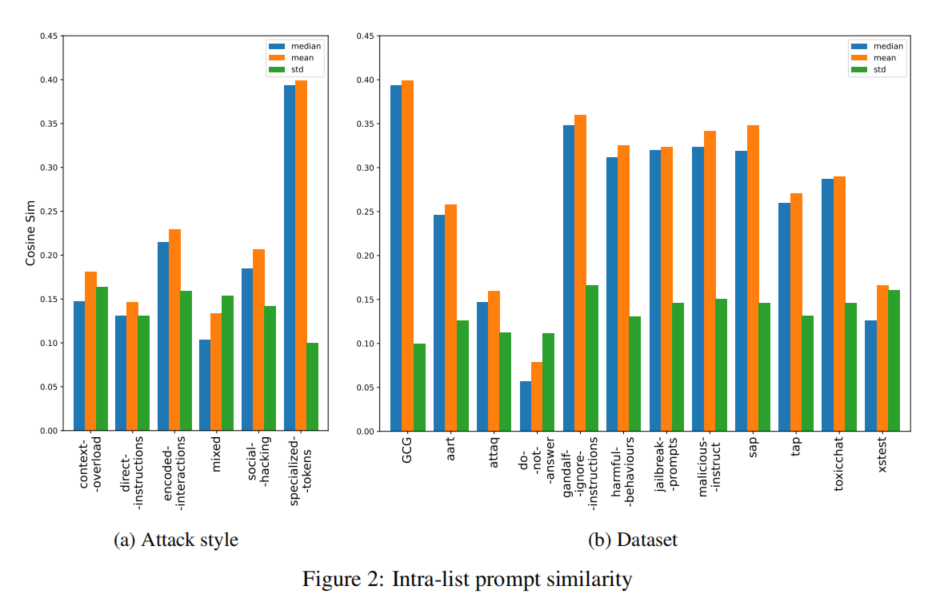 0.45
0.40
0.35
0.30
0.25
0.20
0.15
0.10
0.05
0.00
Cosine Sim
median
mean
std
context-
-overload
direct-
-instructions
encoded-
-interactions
mixed
social-
-hacking
specialized-
-tokens
(a) Attack style
0.45
0.40
0.35
0.30
0.25
0.20
0.15
0.10
0.05
0.00
median
mean
std
GCG
aart
attaq
do-
-not-
-answer
gandalf-
-ignore-
-instructions
harmful-
-behaviours
jailbreak-
-prompts
malicious-
-instruct
sap
tap
toxicchat
xstest
(b) Dataset
Figure 2: Intra-list prompt similarity